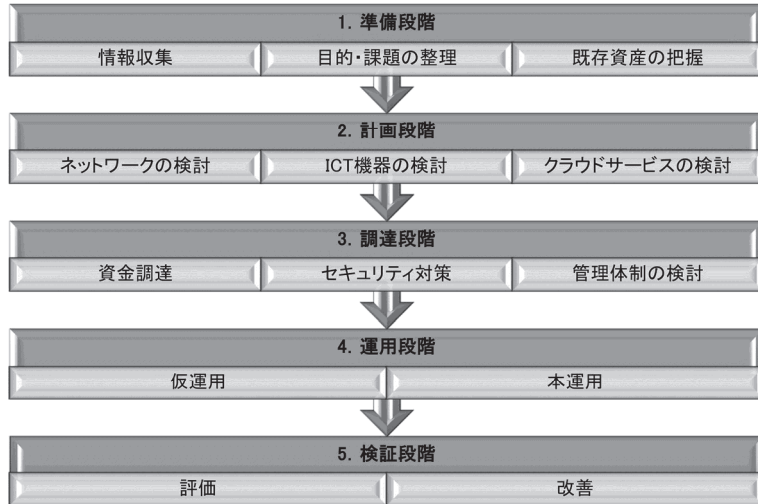 1. 準備段階
情報収集 目的・課題の整理 既存資産の把握
2. 計画段階
ネットワークの検討 ICT機器の検討 クラウドサービスの検討
3. 調達段階
資金調達 セキュリティ対策 管理体制の検討
4. 運用段階
仮運用 本運用
5. 検証段階
評価 改善